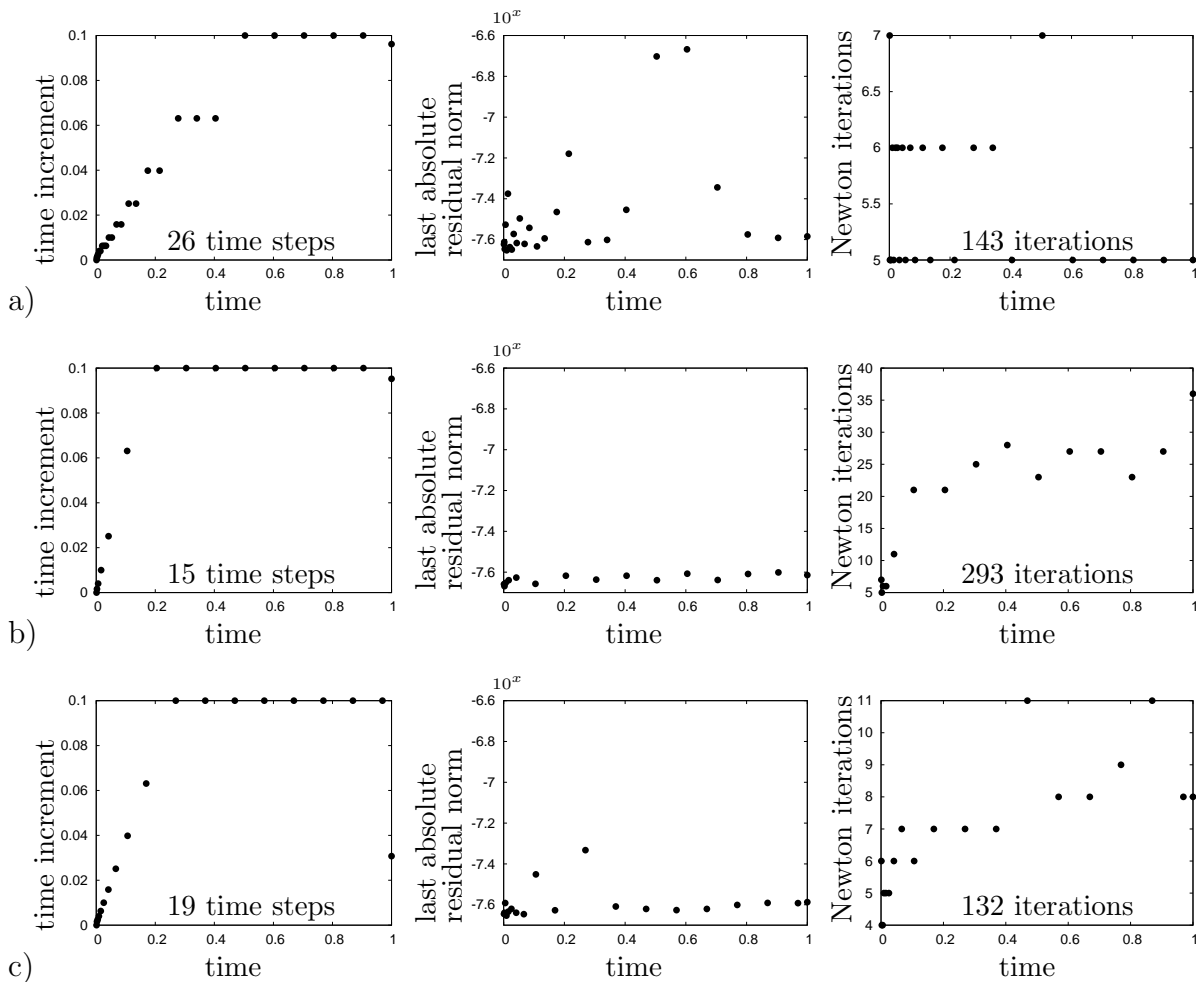 time increment
0.1
0.08
0.06
0.04
0.02
0
26 time steps
0 0.2 0.4 0.6 0.8 1
time
10^x
last absolute
residual norm
-6.6
-6.8
-7
-7.2
-7.4
-7.6
0 0.2 0.4 0.6 0.8 1
time
Newton iterations
7
6.5
6
5.5
5
143 iterations
0 0.2 0.4 0.6 0.8 1
time
a)
time increment
0.1
0.08
0.06
0.04
0.02
0
15 time steps
0 0.2 0.4 0.6 0.8 1
time
10^x
last absolute
residual norm
-6.6
-6.8
-7
-7.2
-7.4
-7.6
0 0.2 0.4 0.6 0.8 1
time
Newton iterations
40
35
30
25
20
15
10
5
293 iterations
0 0.2 0.4 0.6 0.8 1
time
b)
time increment
0.1
0.08
0.06
0.04
0.02
0
19 time steps
0 0.2 0.4 0.6 0.8 1
time
10^x
last absolute
residual norm
-6.6
-6.8
-7
-7.2
-7.4
-7.6
0 0.2 0.4 0.6 0.8 1
time
Newton iterations
11
10
9
8
7
6
5
4
132 iterations
0 0.2 0.4 0.6 0.8 1
time
c)